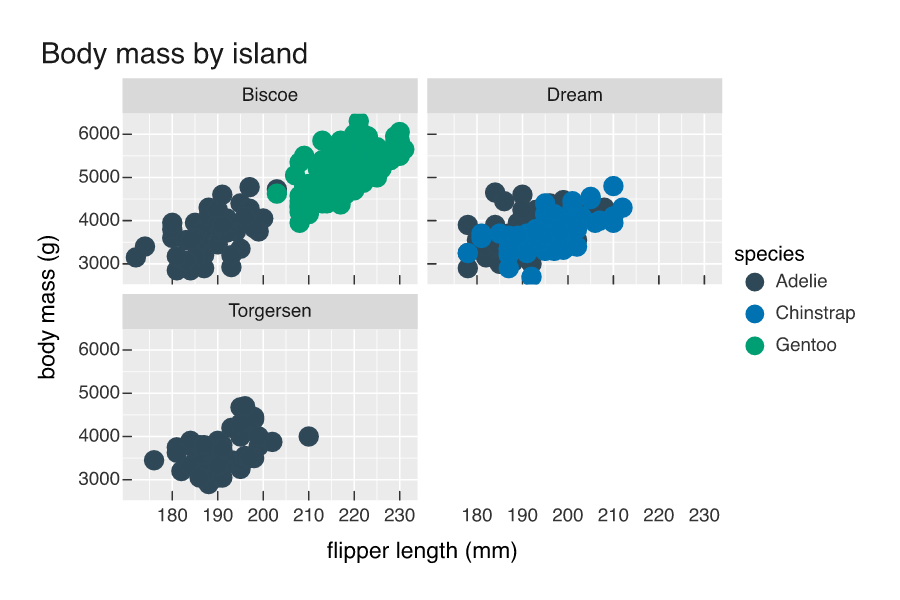 Body mass by island
Biscoe
Dream
6000
5000
4000
3000
Torgersen
6000
5000
4000
3000
180 190 200 210 220 230
180 190 200 210 220 230
flipper length (mm)
body mass (g)
species
Adelie
Chinstrap
Gentoo